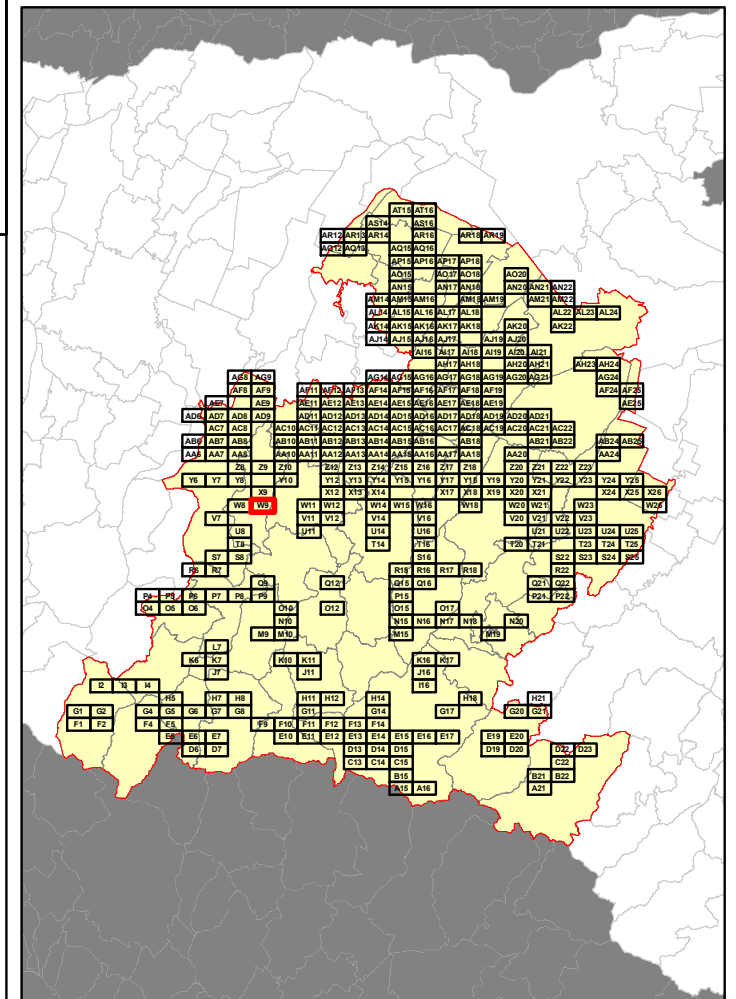 AT15 AT16
AS14 AS16
AR12 AR13 AR14 AR16 AR18 AR19
AQ12 AQ13 AQ15 AQ16
AP15 AP16 AP17 AP18
AO15 AO17 AO18 AO20
AN15 AN17 AN18 AN20 AN21 AN22
AM14 AM15 AM16 AM18 AM19 AM21 AM22
AL14 AL15 AL16 AL17 AL18 AL22 AL23 AL24
AK14 AK15 AK16 AK17 AK18 AK20 AK22
AJ14 AJ15 AJ16 AJ17 AJ19 AJ20
AI16 AI17 AI18 AI19 AI20 AI21
AH17 AH18 AH20 AH21 AH23 AH24
AG8 AG9 AG14 AG15 AG16 AG17 AG18 AG19 AG20 AG21 AG24
AF8 AF9 AF11 AF12 AF13 AF14 AF15 AF16 AF17 AF18 AF19 AF24 AF25
AE7 AE9 AE11 AE12 AE13 AE14 AE15 AE16 AE17 AE18 AE19 AE25
AD6 AD7 AD8 AD9 AD11 AD12 AD13 AD14 AD15 AD16 AD17 AD18 AD19 AD20 AD21
AC7 AC8 AC10 AC11 AC12 AC13 AC14 AC15 AC16 AC17 AC18 AC19 AC20 AC21 AC22
AB6 AB7 AB8 AB10 AB11 AB12 AB13 AB14 AB15 AB16 AB18 AB21 AB22 AB24 AB25
AA6 AA7 AA8 AA10 AA11 AA12 AA13 AA14 AA15 AA16 AA17 AA18 AA20 AA24
Z8 Z9 Z10 Z12 Z13 Z14 Z15 Z16 Z17 Z18 Z20 Z21 Z22 Z23
Y6 Y7 Y8 Y10 Y12 Y13 Y14 Y15 Y16 Y17 Y18 Y19 Y20 Y21 Y22 Y23 Y24 Y25
X9 X12 X13 X14 X17 X18 X19 X20 X21 X24 X25 X26
W8 W9 W11 W12 W14 W15 W16 W18 W20 W21 W23 W26
V7 V11 V12 V14 V16 V20 V21 V22 V23
U8 U11 U14 U16 U21 U22 U23 U24 U25
T8 T14 T16 T20 T21 T23 T24 T25
S7 S8 S16 S22 S23 S24 S25
R6 R7 R15 R16 R17 R18 R22
Q9 Q12 Q15 Q16 Q21 Q22
P4 P5 P6 P7 P8 P9 P15 P21 P22
O4 O5 O6 O10 O12 O15 O17
N10 N15 N16 N17 N18 N20
M9 M10 M15 M19
L7
K6 K7 K10 K11 K16 K17
J7 J11 J16
I2 I3 I4 I16
H5 H7 H8 H11 H12 H14 H18 H21
G1 G2 G4 G5 G6 G7 G8 G11 G14 G17 G20 G21
F1 F2 F4 F5 F9 F10 F11 F12 F13 F14
E5 E6 E7 E10 E11 E12 E13 E14 E15 E16 E17 E19 E20
D6 D7 D13 D14 D15 D19 D20 D22 D23
C13 C14 C15 C22
B15 B21 B22
A15 A16 A21